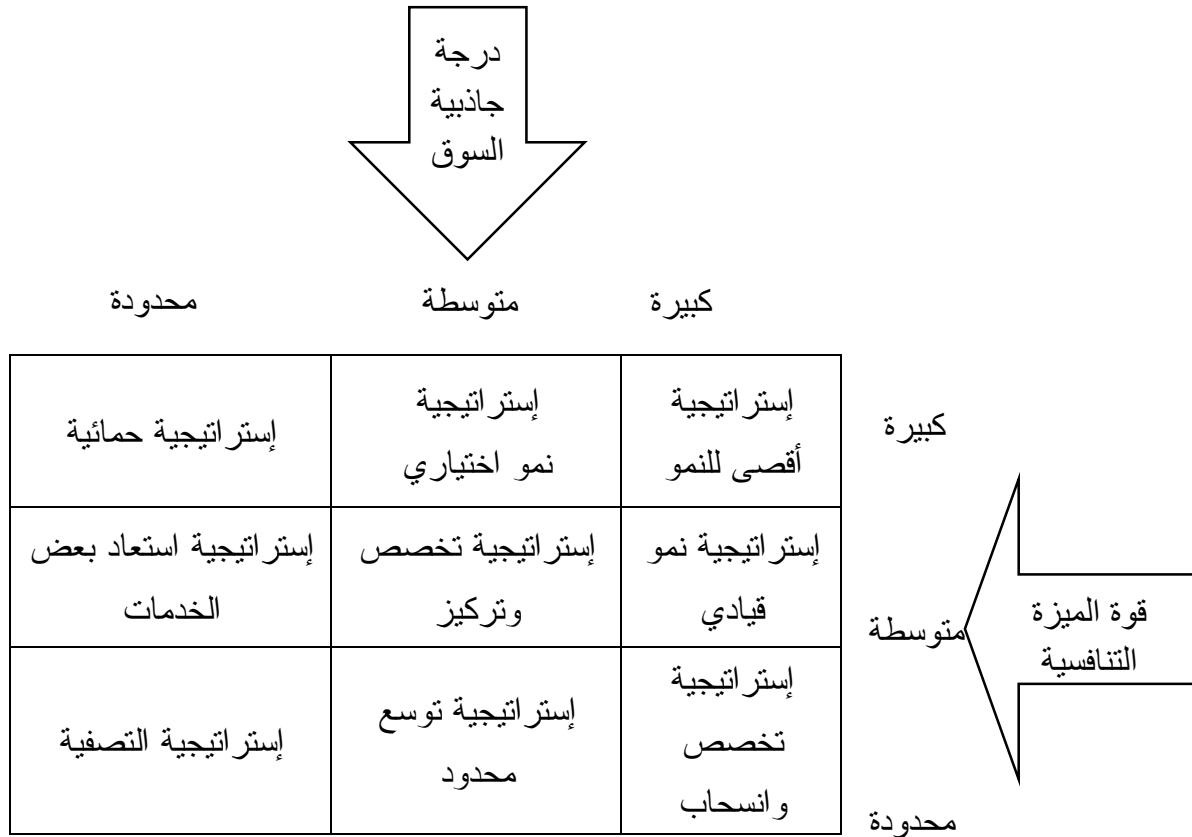 درجة
جاذبية
السوق
كبيرة
متوسطة
محدودة
كبيرة
إستراتيجية
أقصى للنمو
إستراتيجية
نمو اختياري
إستراتيجية حمائية
قوة الميزة
التنافسية
متوسطة
إستراتيجية نمو
قيادي
إستراتيجية تخصص
وتركيز
إستراتيجية استعاد بعض
الخدمات
محدودة
إستراتيجية
تخصص
وانسحاب
إستراتيجية توسع
محدود
إستراتيجية التصفية